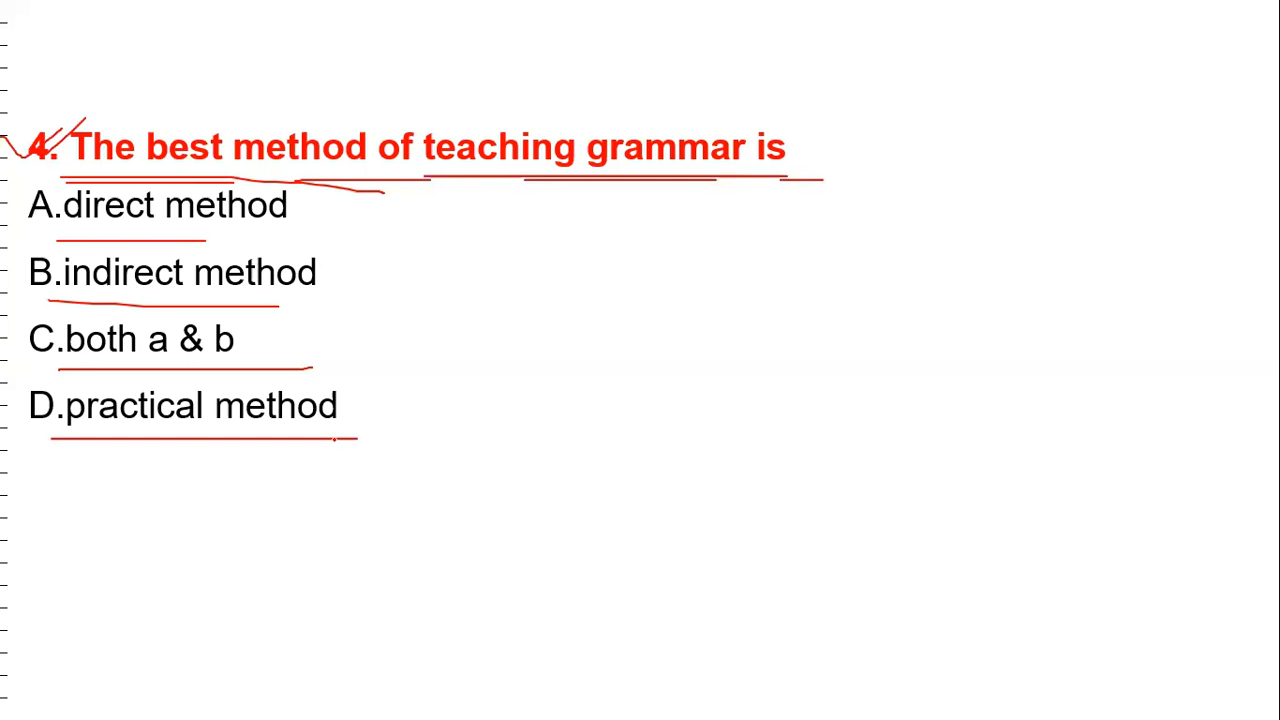 4. The best method of teaching grammar is
A.direct method
B.indirect method
C.both a & b
D.practical method